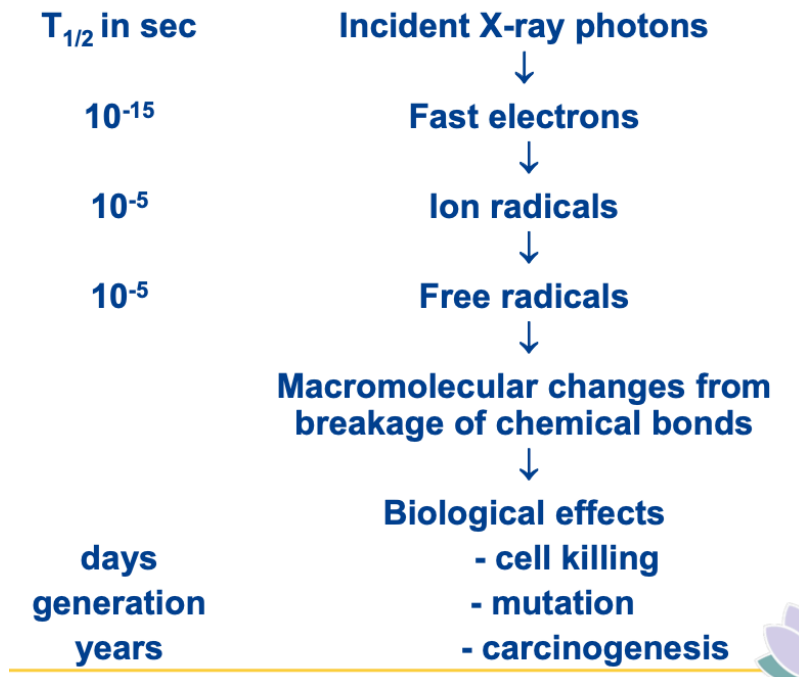 T1/2 in sec Incident X-ray photons
↓
10-15 Fast electrons
↓
10-5 Ion radicals
↓
10-5 Free radicals
↓
Macromolecular changes from
breakage of chemical bonds
↓
Biological effects
days - cell killing
generation - mutation
years - carcinogenesis